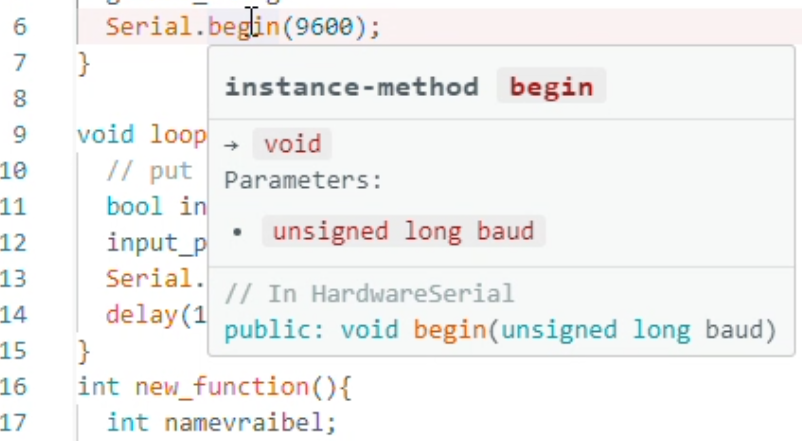 6 Serial.begin(9600);
7 }
8
9 void loop
10 // put
11 bool in
12 input_p
13 Serial.
14 delay(1
15 }
16 int new_function(){
17 int namevraibel;
instance-method begin
→ void
Parameters:
• unsigned long baud
// In HardwareSerial
public: void begin(unsigned long baud)